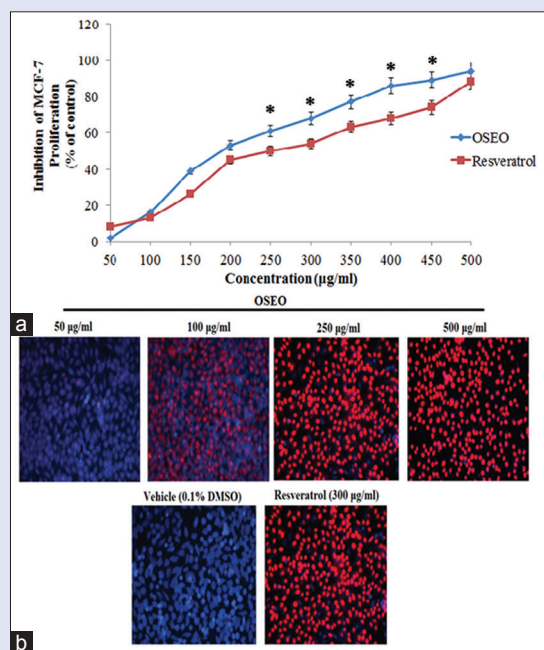 120
100
80
60
40
20
0
Inhibition of MCF-7
Proliferation
(% of control)
* * * * *
OSEO
Resveratrol
50 100 150 200 250 300 350 400 450 500
Concentration (µg/ml)
a
OSEO
50 µg/ml 100 µg/ml 250 µg/ml 500 µg/ml
Vehicle (0.1% DMSO) Resveratrol (300 µg/ml)
b